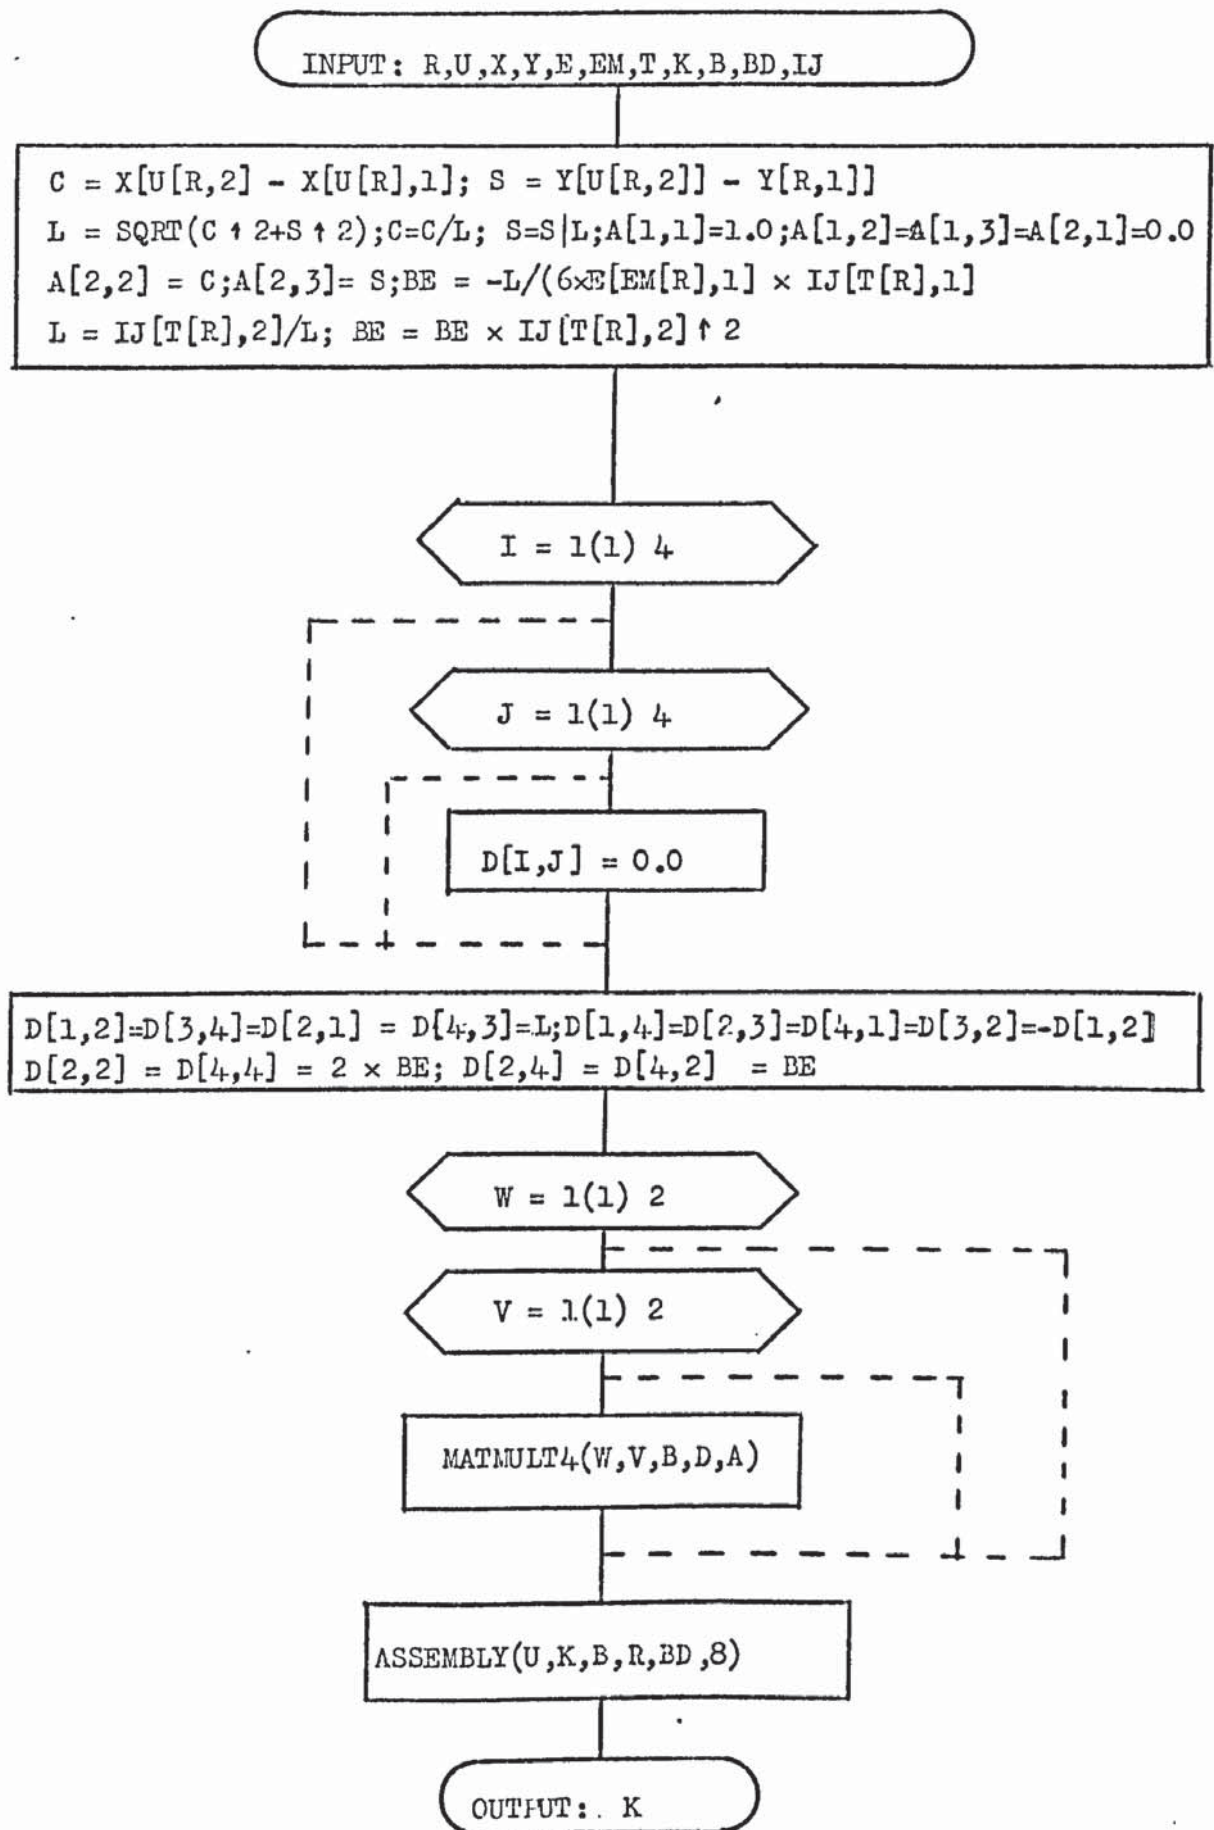 INPUT: R,U,X,Y,E,EM,T,K,B,BD,IJ
C = X[U[R,2] - X[U[R],1]; S = Y[U[R,2]] - Y[R,1]]
L = SQRT(C ↑ 2+S ↑ 2);C=C/L; S=S|L;A[1,1]=1.0;A[1,2]=A[1,3]=A[2,1]=0.0
A[2,2] = C;A[2,3]= S;BE = -L/(6×E[EM[R],1] × IJ[T[R],1]
L = IJ[T[R],2]/L; BE = BE × IJ[T[R],2] ↑ 2
I = 1(1) 4
J = 1(1) 4
D[I,J] = 0.0
D[1,2]=D[3,4]=D[2,1] = D[4,3]=L;D[1,4]=D[2,3]=D[4,1]=D[3,2]=-D[1,2]
D[2,2] = D[4,4] = 2 × BE; D[2,4] = D[4,2] = BE
W = 1(1) 2
V = 1(1) 2
MATMULT4(W,V,B,D,A)
ASSEMBLY(U,K,B,R,BD,8)
OUTPUT: K